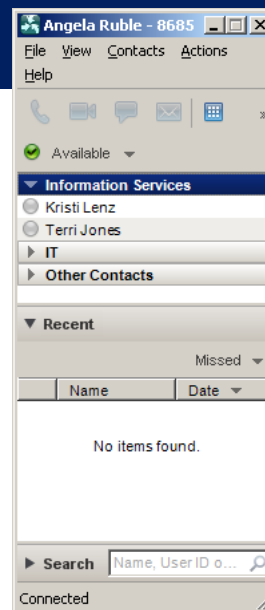 Angela Ruble - 8685
File View Contacts Actions
Help
»
Available
Information Services
Kristi Lenz
Terri Jones
IT
Other Contacts
Recent
Missed
Name Date
No items found.
Search Name, User ID o...
Connected